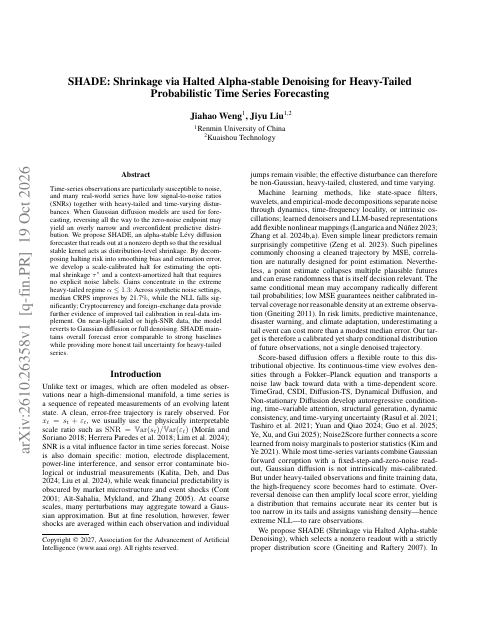 SHADE: Shrinkage via Halted Alpha-stable Denoising for Heavy-Tailed
Probabilistic Time Series Forecasting
Jiahao Weng¹, Jiyu Liu¹,²
¹Renmin University of China
²Kuaishou Technology
arXiv:2610.26358v1 [q-fin.PR] 19 Oct 2026
Abstract
Time-series observations are particularly susceptible to noise,
and many real-world series have low signal-to-noise ratios
(SNRs) together with heavy-tailed and time-varying distur-
bances. When Gaussian diffusion models are used for fore-
casting, reversing all the way to the zero-noise endpoint may
yield an overly narrow and overconfident predictive distri-
bution. We propose SHADE, an alpha-stable Lévy diffusion
forecaster that reads out at a nonzero depth so that the residual
stable kernel acts as distribution-level shrinkage. By decom-
posing halting risk into smoothing bias and estimation error,
we develop a scale-calibrated halt for estimating the opti-
mal shrinkage τ* and a context-amortized halt that requires
no explicit noise labels. Gains concentrate in the extreme
heavy-tailed regime α ≤ 1.3: Across synthetic noise settings,
median CRPS improves by 21.7%, while the NLL falls sig-
nificantly. Cryptocurrency and foreign-exchange data provide
further evidence of improved tail calibration in real-data im-
plement. On near-light-tailed or high-SNR data, the model
reverts to Gaussian diffusion or full denoising. SHADE main-
tains overall forecast error comparable to strong baselines
while providing more honest tail uncertainty for heavy-tailed
series.
Introduction
Unlike text or images, which are often modeled as obser-
vations near a high-dimensional manifold, a time series is
a sequence of repeated measurements of an evolving latent
state. A clean, error-free trajectory is rarely observed. For
xₜ = sₜ + εₜ, we usually use the physically interpretable
scale ratio such as SNR = Var(sₜ)/Var(εₜ) (Morán and
Soriano 2018; Herrera Paredes et al. 2018; Lim et al. 2024);
SNR is a vital influence factor in time series forecast. Noise
is also domain specific: motion, electrode displacement,
power-line interference, and sensor error contaminate bio-
logical or industrial measurements (Kalita, Deb, and Das
2024; Liu et al. 2024), while weak financial predictability is
obscured by market microstructure and event shocks (Cont
2001; Aït-Sahalia, Mykland, and Zhang 2005). At coarse
scales, many perturbations may aggregate toward a Gaus-
sian approximation. But at fine resolution, however, fewer
shocks are averaged within each observation and individual
Copyright © 2027, Association for the Advancement of Artificial
Intelligence (www.aaai.org). All rights reserved.
jumps remain visible; the effective disturbance can therefore
be non-Gaussian, heavy-tailed, clustered, and time varying.
Machine learning methods, like state-space filters,
wavelets, and empirical-mode decompositions separate noise
through dynamics, time-frequency locality, or intrinsic os-
cillations; learned denoisers and LLM-based representations
add flexible nonlinear mappings (Langarica and Núñez 2023;
Zhang et al. 2024b,a). Even simple linear predictors remain
surprisingly competitive (Zeng et al. 2023). Such pipelines
commonly choosing a cleaned trajectory by MSE, correla-
tion are naturally designed for point estimation. Neverthe-
less, a point estimate collapses multiple plausible futures
and can erase randomness that is itself decision relevant. The
same conditional mean may accompany radically different
tail probabilities; low MSE guarantees neither calibrated in-
terval coverage nor reasonable density at an extreme observa-
tion (Gneiting 2011). In risk limits, predictive maintenance,
disaster warning, and climate adaptation, underestimating a
tail event can cost more than a modest median error. Our tar-
get is therefore a calibrated yet sharp conditional distribution
of future observations, not a single denoised trajectory.
Score-based diffusion offers a flexible route to this dis-
tributional objective. Its continuous-time view evolves den-
sities through a Fokker–Planck equation and transports a
noise law backward toward data with a time-dependent score.
TimeGrad, CSDI, Diffusion-TS, Dynamical Diffusion, and
Non-stationary Diffusion develop autoregressive condition-
ing, time–variable attention, structural generation, dynamic
consistency, and time-varying uncertainty (Rasul et al. 2021;
Tashiro et al. 2021; Yuan and Qiao 2024; Guo et al. 2025;
Ye, Xu, and Gui 2025); Noise2Score further connects a score
learned from noisy marginals to posterior statistics (Kim and
Ye 2021). While most time-series variants combine Gaussian
forward corruption with a fixed-step-and-zero-noise read-
out, Gaussian diffusion is not intrinsically mis-calibrated.
But under heavy-tailed observations and finite training data,
the high-frequency score becomes hard to estimate. Over-
reversal denoise can then amplify local score error, yielding
a distribution that remains accurate near its center but is
too narrow in its tails and assigns vanishing density—hence
extreme NLL—to rare observations.
We propose SHADE (Shrinkage via Halted Alpha-stable
Denoising), which selects a nonzero readout with a strictly
proper distribution score (Gneiting and Raftery 2007). In